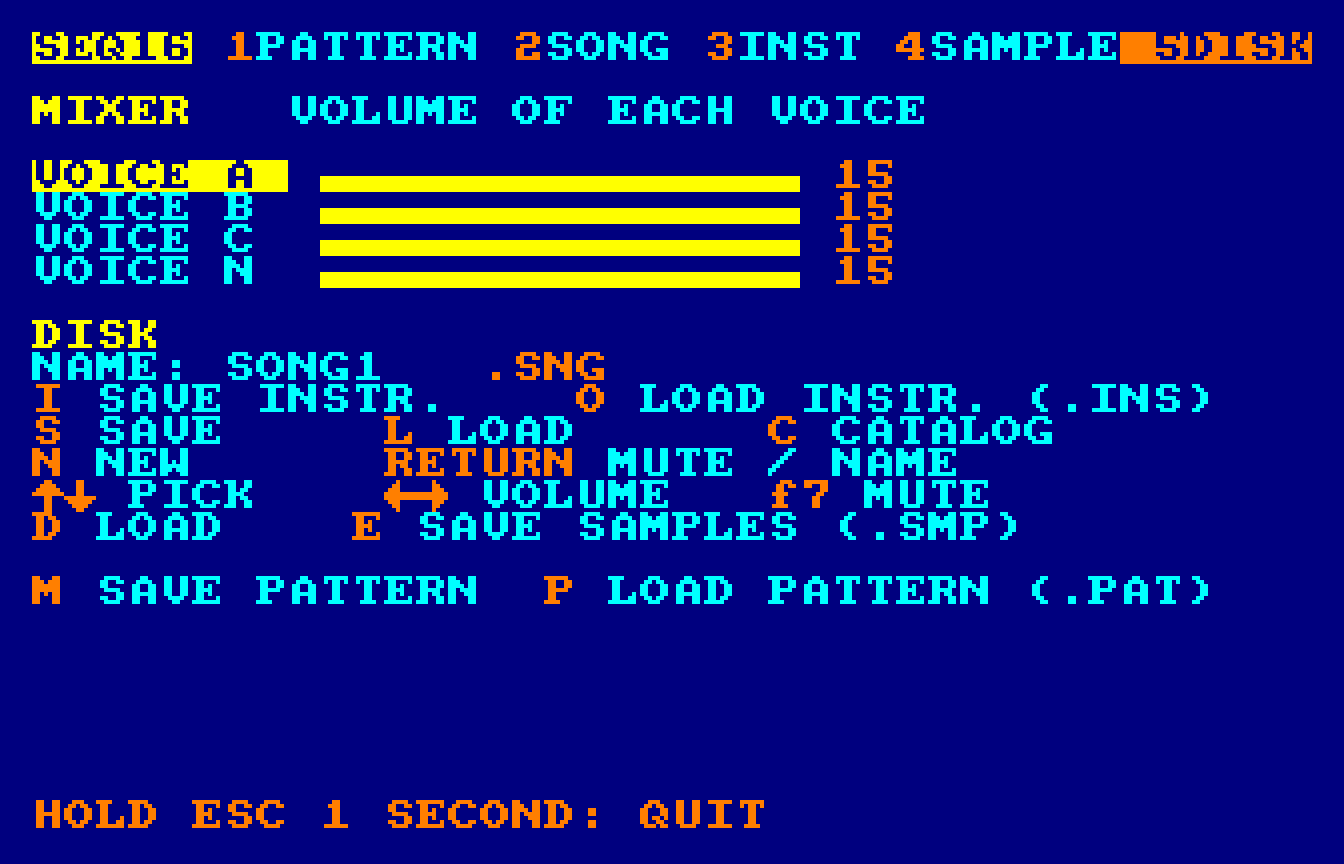 SEQ16 1PATTERN 2SONG 3INST 4SAMPLE 5DISK
MIXER VOLUME OF EACH VOICE
VOICE A 15
VOICE B 15
VOICE C 15
VOICE N 15
DISK
NAME: SONG1 .SNG
I SAVE INSTR. O LOAD INSTR. (.INS)
S SAVE L LOAD C CATALOG
N NEW RETURN MUTE / NAME
↑↓ PICK ↔ VOLUME f7 MUTE
D LOAD E SAVE SAMPLES (.SMP)
M SAVE PATTERN P LOAD PATTERN (.PAT)
HOLD ESC 1 SECOND: QUIT